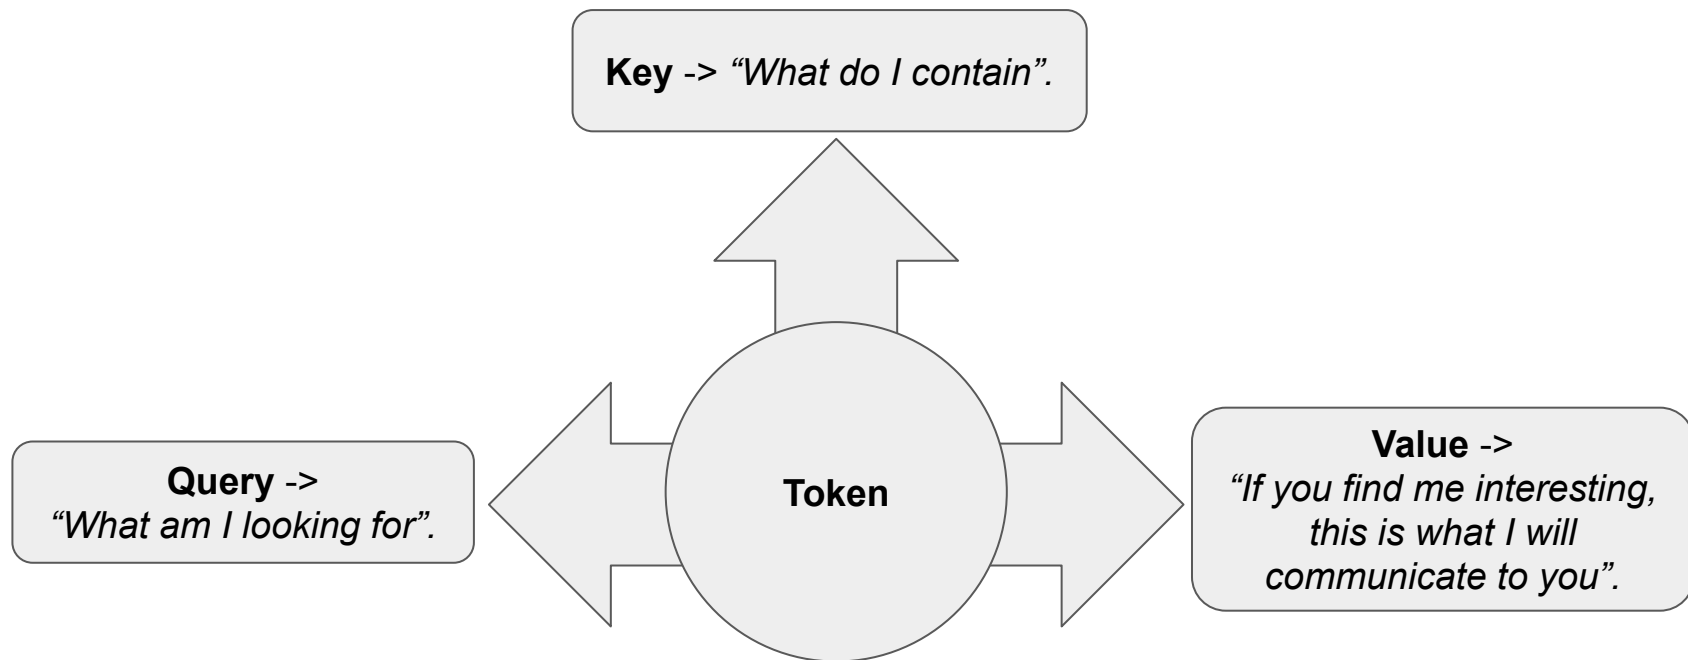 Key -> “What do I contain”.
Query ->
“What am I looking for”.
Token
Value ->
“If you find me interesting,
this is what I will
communicate to you”.